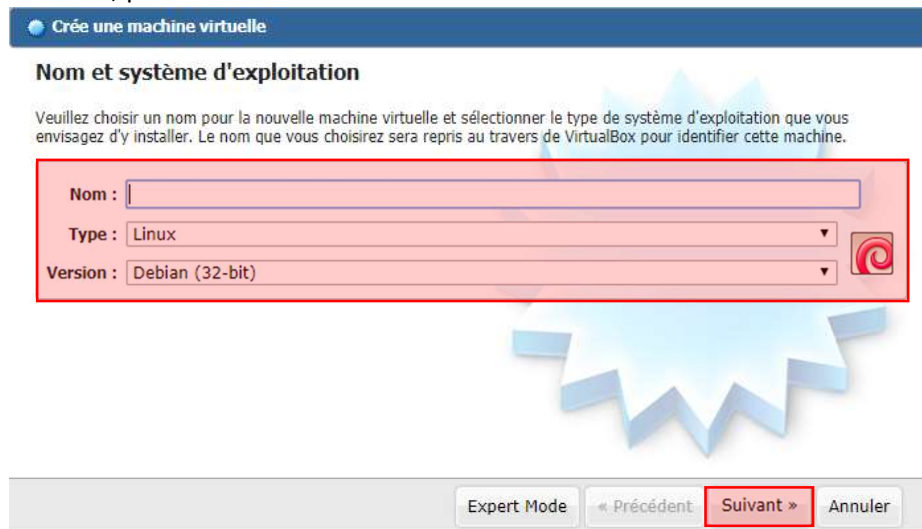 Crée une machine virtuelle
Nom et système d'exploitation
Veuillez choisir un nom pour la nouvelle machine virtuelle et sélectionner le type de système d'exploitation que vous
envisagez d'y installer. Le nom que vous choisirez sera repris au travers de VirtualBox pour identifier cette machine.
Nom :
Type : Linux
Version : Debian (32-bit)
Expert Mode « Précédent Suivant » Annuler